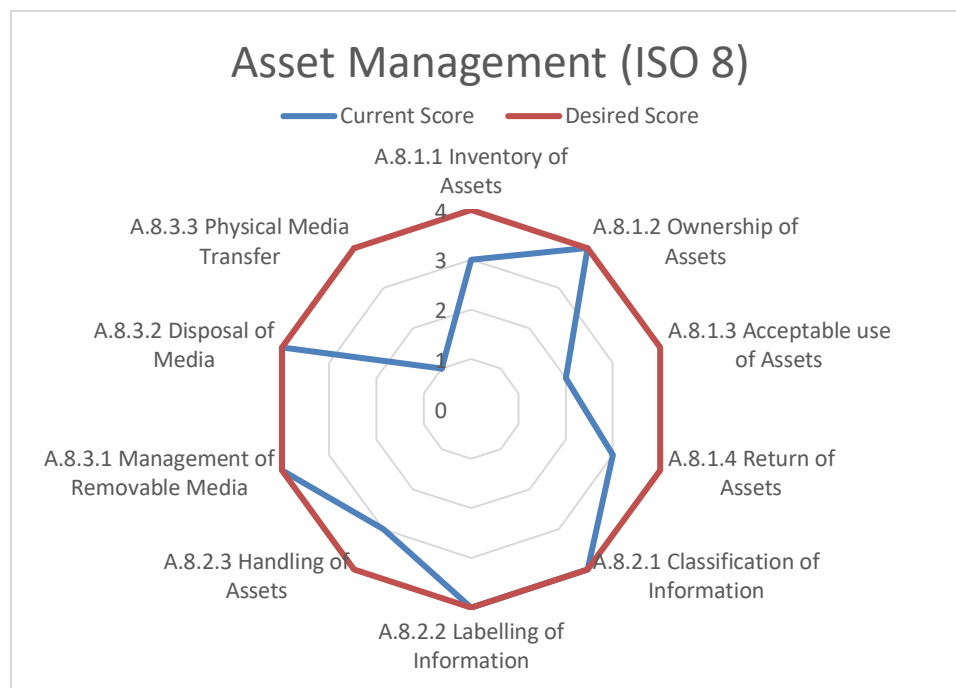 Asset Management (ISO 8)
Current Score
Desired Score
A.8.1.1 Inventory of
Assets
A.8.1.2 Ownership of
Assets
A.8.1.3 Acceptable use
of Assets
A.8.1.4 Return of
Assets
A.8.2.1 Classification of
Information
A.8.2.2 Labelling of
Information
A.8.2.3 Handling of
Assets
A.8.3.1 Management of
Removable Media
A.8.3.2 Disposal of
Media
A.8.3.3 Physical Media
Transfer
4
3
2
1
0